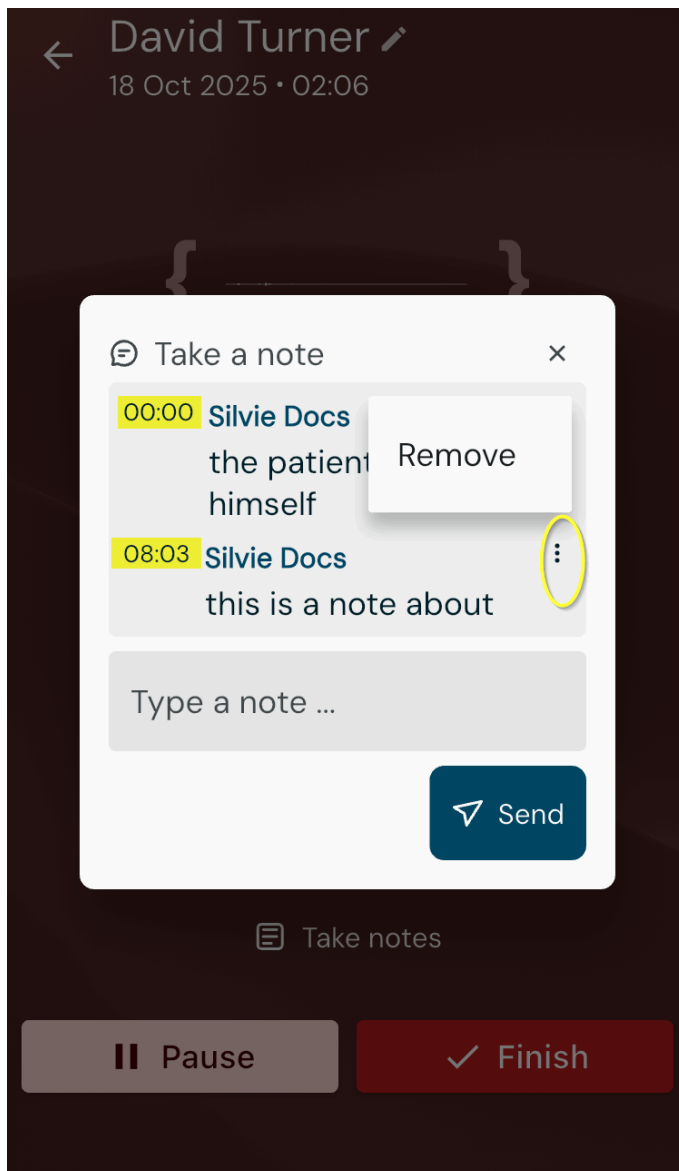 David Turner
18 Oct 2025 • 02:06
{ }
Take a note
00:00 Silvie Docs
the patient
himself
Remove
08:03 Silvie Docs
this is a note about
Type a note ...
Send
Take notes
Pause
Finish